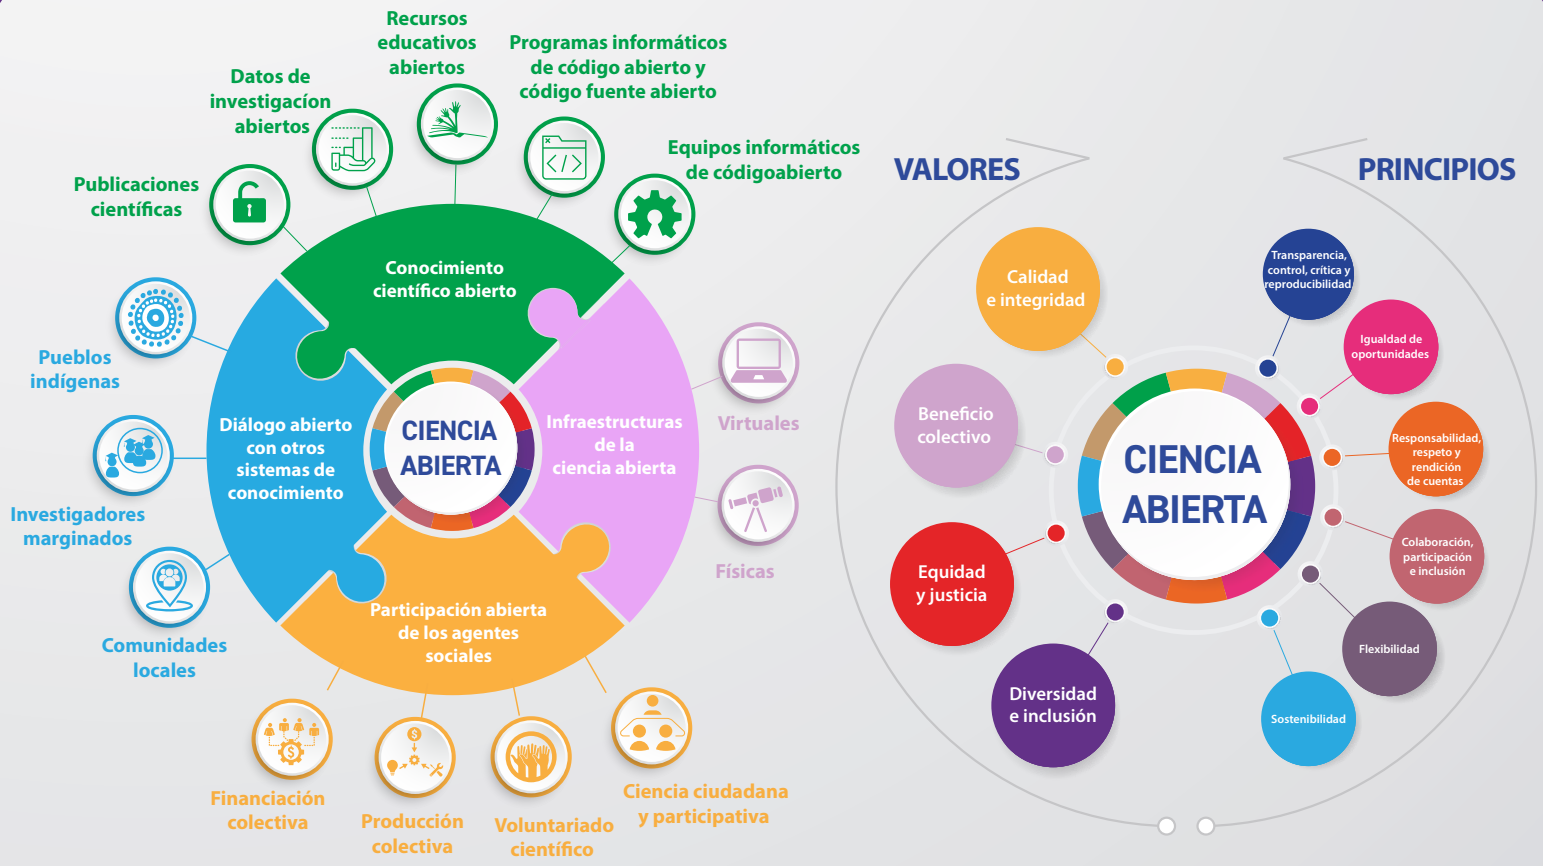 Recursos
educativos
abiertos
Programas informáticos
de código abierto y
código fuente abierto
Datos de
investigacíon
abiertos
Equipos informáticos
de códigoabierto
Publicaciones
científicas
Conocimiento
científico abierto
Pueblos
indígenas
Investigadores
marginados
Comunidades
locales
Diálogo abierto
con otros
sistemas de
conocimiento
CIENCIA
ABIERTA
Infraestructuras
de la
ciencia abierta
Virtuales
Físicas
Participación abierta
de los agentes
sociales
Financiación
colectiva
Producción
colectiva
Voluntariado
científico
Ciencia ciudadana
y participativa
VALORES
Calidad
e integridad
Beneficio
colectivo
Equidad
y justicia
Diversidad
e inclusión
CIENCIA
ABIERTA
PRINCIPIOS
Transparencia,
control, crítica y
reproducibilidad
Igualdad de
oportunidades
Responsabilidad,
respeto y
rendición
de cuentas
Colaboración,
participación
e inclusión
Flexibilidad
Sostenibilidad